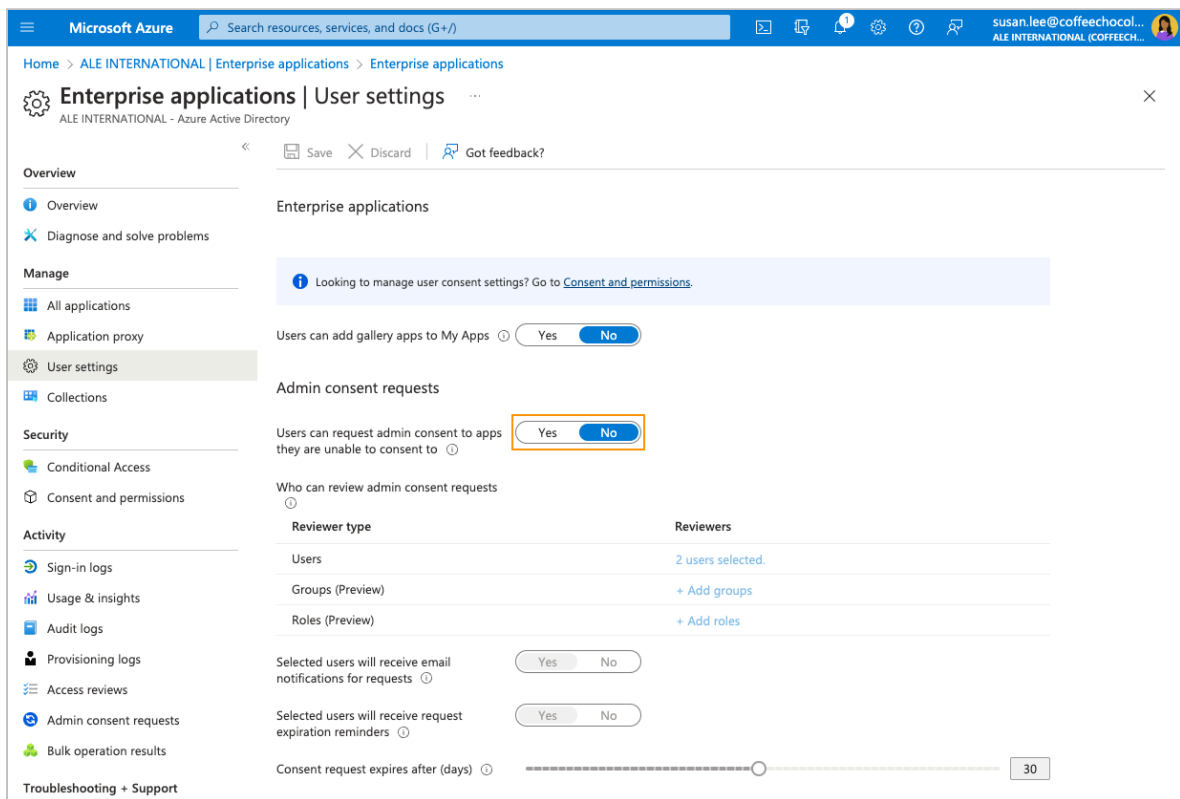 Microsoft Azure
Search resources, services, and docs (G+/)
1
susan.lee@coffeechocol...
ALE INTERNATIONAL (COFFEECH...
Home > ALE INTERNATIONAL | Enterprise applications > Enterprise applications
Enterprise applications | User settings ...
ALE INTERNATIONAL - Azure Active Directory
«
Save Discard Got feedback?
Overview
Overview
Diagnose and solve problems
Manage
All applications
Application proxy
User settings
Collections
Security
Conditional Access
Consent and permissions
Activity
Sign-in logs
Usage & insights
Audit logs
Provisioning logs
Access reviews
Admin consent requests
Bulk operation results
Troubleshooting + Support
Enterprise applications
Looking to manage user consent settings? Go to Consent and permissions.
Users can add gallery apps to My Apps Yes No
Admin consent requests
Users can request admin consent to apps Yes No
they are unable to consent to
Who can review admin consent requests
Reviewer type Reviewers
Users 2 users selected.
Groups (Preview) + Add groups
Roles (Preview) + Add roles
Selected users will receive email Yes No
notifications for requests
Selected users will receive request Yes No
expiration reminders
Consent request expires after (days) 30